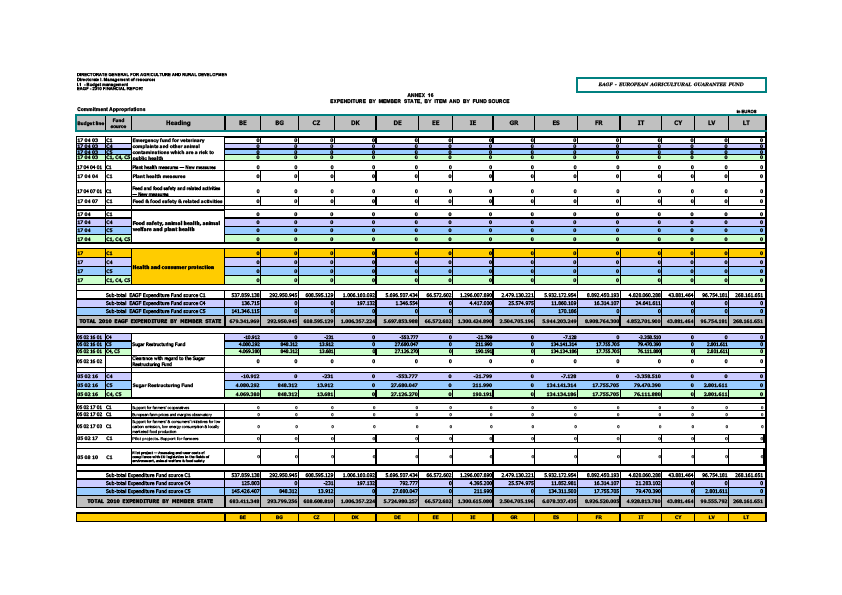 DIRECTORATE GENERAL FOR AGRICULTURE AND RURAL DEVELOPMEN
Directorate I. Management of resources
I.1 - Budget management
EAGF - 2010 FINANCIAL REPORT
EAGF - EUROPEAN AGRICULTURAL GUARANTEE FUND
ANNEX 16
EXPENDITURE BY MEMBER STATE, BY ITEM AND BY FUND SOURCE
Commitment Appropriations
in EUROS
Budget line Fund source Heading BE BG CZ DK DE EE IE GR ES FR IT CY LV LT
17 04 03 C1 Emergency fund for veterinary 0 0 0 0 0 0 0 0 0 0 0 0 0 0
17 04 03 C4 complaints and other animal 0 0 0 0 0 0 0 0 0 0 0 0 0 0
17 04 03 C5 contaminations which are a risk to 0 0 0 0 0 0 0 0 0 0 0 0 0 0
17 04 03 C1, C4, C5 public health 0 0 0 0 0 0 0 0 0 0 0 0 0 0
17 04 04 01 C1 Plant health measures — New measures 0 0 0 0 0 0 0 0 0 0 0 0 0 0
17 04 04 C1 Plant health measures 0 0 0 0 0 0 0 0 0 0 0 0 0 0
17 04 07 01 C1 Feed and food safety and related activities — New measures 0 0 0 0 0 0 0 0 0 0 0 0 0 0
17 04 07 C1 Feed & food safety & related activities 0 0 0 0 0 0 0 0 0 0 0 0 0 0
17 04 C1 0 0 0 0 0 0 0 0 0 0 0 0 0 0
17 04 C4 Food safety, animal health, animal 0 0 0 0 0 0 0 0 0 0 0 0 0 0
17 04 C5 welfare and plant health 0 0 0 0 0 0 0 0 0 0 0 0 0 0
17 04 C1, C4, C5 0 0 0 0 0 0 0 0 0 0 0 0 0 0
17 C1 0 0 0 0 0 0 0 0 0 0 0 0 0 0
17 C4 Health and consumer protection 0 0 0 0 0 0 0 0 0 0 0 0 0 0
17 C5 0 0 0 0 0 0 0 0 0 0 0 0 0 0
17 C1, C4, C5 0 0 0 0 0 0 0 0 0 0 0 0 0 0
Sub-total EAGF Expenditure Fund source C1 537.859.138 292.950.945 608.595.129 1.006.160.092 5.696.507.434 66.572.602 1.296.007.890 2.479.130.221 5.932.172.954 8.892.450.193 4.828.060.288 43.881.464 96.754.181 268.161.651
Sub-total EAGF Expenditure Fund source C4 136.715 0 0 197.132 1.346.554 0 4.417.000 25.574.975 11.860.109 16.314.107 24.641.611 0 0 0
Sub-total EAGF Expenditure Fund source C5 141.346.115 0 0 0 0 0 0 0 170.186 0 0 0 0 0
TOTAL 2010 EAGF EXPENDITURE BY MEMBER STATE 679.341.969 292.950.945 608.595.129 1.006.357.224 5.697.853.988 66.572.602 1.300.424.890 2.504.705.196 5.944.203.249 8.908.764.300 4.852.701.900 43.881.464 96.754.181 268.161.651
05 02 16 01 C4 -10.912 0 -231 0 -553.777 0 -21.799 0 -7.128 0 -3.358.510 0 0 0
05 02 16 01 C5 Sugar Restructuring Fund 4.080.292 848.312 13.912 0 27.680.047 0 211.990 0 134.141.314 17.755.705 79.470.390 0 2.801.611 0
05 02 16 01 C4, C5 4.069.380 848.312 13.681 0 27.126.270 0 190.191 0 134.134.186 17.755.705 76.111.880 0 2.801.611 0
05 02 16 02 Clearance with regard to the Sugar Restructuring Fund 0 0 0 0 0 0 0 0 0 0 0 0 0 0
05 02 16 C4 -10.912 0 -231 0 -553.777 0 -21.799 0 -7.128 0 -3.358.510 0 0 0
05 02 16 C5 Sugar Restructuring Fund 4.080.292 848.312 13.912 0 27.680.047 0 211.990 0 134.141.314 17.755.705 79.470.390 0 2.801.611 0
05 02 16 C4, C5 4.069.380 848.312 13.681 0 27.126.270 0 190.191 0 134.134.186 17.755.705 76.111.880 0 2.801.611 0
05 02 17 01 C1 Support for farmers' cooperatives 0 0 0 0 0 0 0 0 0 0 0 0 0 0
05 02 17 02 C1 European farm prices and margins observatory 0 0 0 0 0 0 0 0 0 0 0 0 0 0
05 02 17 03 C1 Support for farmers' & consumers' initiatives for low carbon emission, low energy consumption & locally marketed food production 0 0 0 0 0 0 0 0 0 0 0 0 0 0
05 02 17 C1 Pilot projects. Support for farmers 0 0 0 0 0 0 0 0 0 0 0 0 0 0
05 08 10 C1 0 0 0 0 0 0 0 0 0 0 0 0 0 0
Sub-total EAGF Expenditure Fund source C1 537.859.138 292.950.945 608.595.129 1.006.160.092 5.696.507.434 66.572.602 1.296.007.890 2.479.130.221 5.932.172.954 8.892.450.193 4.828.060.288 43.881.464 96.754.181 268.161.651
Sub-total EAGF Expenditure Fund source C4 125.803 0 -231 197.132 792.777 0 4.395.200 25.574.975 11.852.981 16.314.107 21.283.102 0 0 0
Sub-total EAGF Expenditure Fund source C5 145.426.407 848.312 13.912 0 27.680.047 0 211.990 0 134.311.500 17.755.705 79.470.390 0 2.801.611 0
TOTAL 2010 EAGF EXPENDITURE BY MEMBER STATE 683.411.348 293.799.256 608.608.810 1.006.357.224 5.724.980.257 66.572.602 1.300.615.080 2.504.705.196 6.078.337.435 8.926.520.005 4.928.813.780 43.881.464 99.555.792 268.161.651
BE BG CZ DK DE EE IE GR ES FR IT CY LV LT